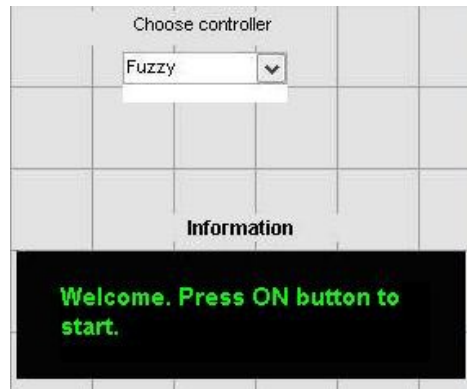 Choose controller
Fuzzy
Information
Welcome. Press ON button to
start.